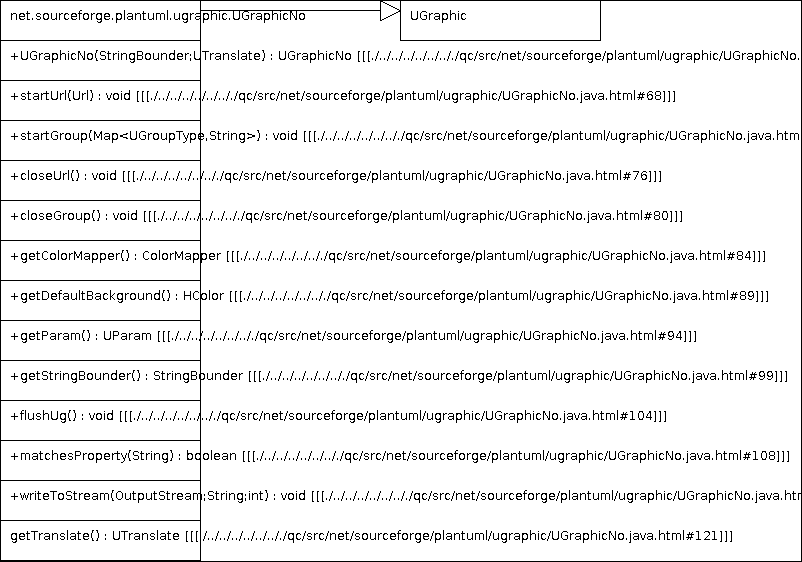 net.sourceforge.plantuml.ugraphic.UGraphicNo
UGraphic
+UGraphicNo(StringBounder;UTranslate) : UGraphicNo [[[./../../../../../../qc/src/net/sourceforge/plantuml/ugraphic/UGraphicNo.
+startUrl(Url) : void [[[./../../../../../../qc/src/net/sourceforge/plantuml/ugraphic/UGraphicNo.java.html#68]]]
+startGroup(Map<UGroupType,String>) : void [[[./../../../../../../qc/src/net/sourceforge/plantuml/ugraphic/UGraphicNo.java.htm
+closeUrl() : void [[[./../../../../../../qc/src/net/sourceforge/plantuml/ugraphic/UGraphicNo.java.html#76]]]
+closeGroup() : void [[[./../../../../../../qc/src/net/sourceforge/plantuml/ugraphic/UGraphicNo.java.html#80]]]
+getColorMapper() : ColorMapper [[[./../../../../../../qc/src/net/sourceforge/plantuml/ugraphic/UGraphicNo.java.html#84]]]
+getDefaultBackground() : HColor [[[./../../../../../../qc/src/net/sourceforge/plantuml/ugraphic/UGraphicNo.java.html#89]]]
+getParam() : UParam [[[./../../../../../../qc/src/net/sourceforge/plantuml/ugraphic/UGraphicNo.java.html#94]]]
+getStringBounder() : StringBounder [[[./../../../../../../qc/src/net/sourceforge/plantuml/ugraphic/UGraphicNo.java.html#99]]]
+flushUg() : void [[[./../../../../../../qc/src/net/sourceforge/plantuml/ugraphic/UGraphicNo.java.html#104]]]
+matchesProperty(String) : boolean [[[./../../../../../../qc/src/net/sourceforge/plantuml/ugraphic/UGraphicNo.java.html#108]]]
+writeToStream(OutputStream;String;int) : void [[[./../../../../../../qc/src/net/sourceforge/plantuml/ugraphic/UGraphicNo.java.htm
getTranslate() : UTranslate [[[./../../../../../../qc/src/net/sourceforge/plantuml/ugraphic/UGraphicNo.java.html#121]]]